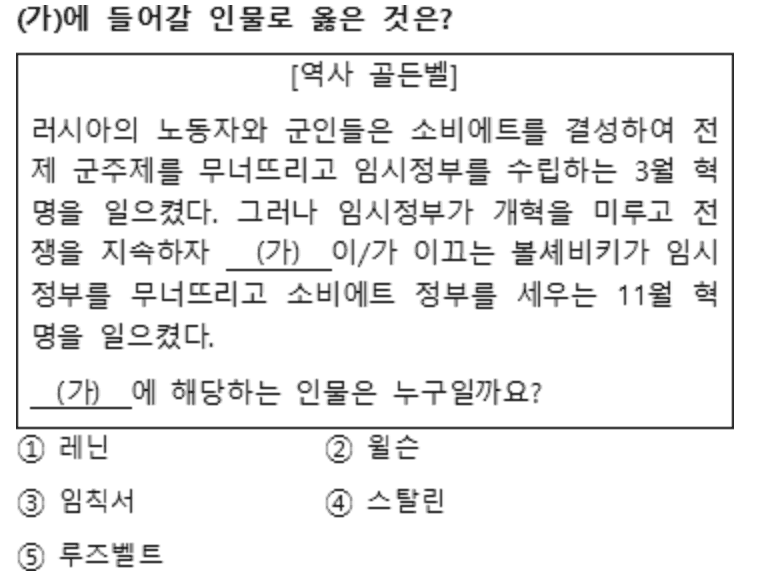 (가)에 들어갈 인물로 옳은 것은?
[역사 골든벨]
러시아의 노동자와 군인들은 소비에트를 결성하여 전
제 군주제를 무너뜨리고 임시정부를 수립하는 3월 혁
명을 일으켰다. 그러나 임시정부가 개혁을 미루고 전
쟁을 지속하자 (가) 이/가 이끄는 볼셰비키가 임시
정부를 무너뜨리고 소비에트 정부를 세우는 11월 혁
명을 일으켰다.
(가) 에 해당하는 인물은 누구일까요?
① 레닌 ② 윌슨
③ 임칙서 ④ 스탈린
⑤ 루즈벨트